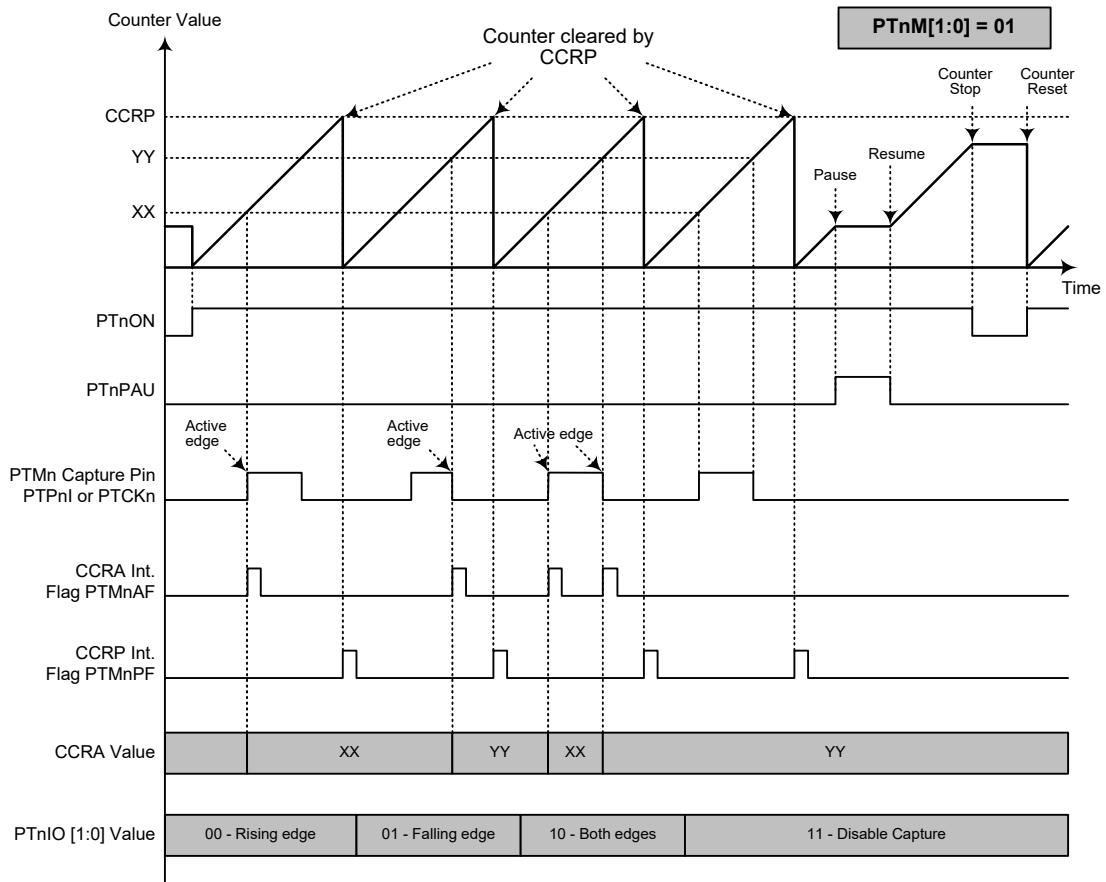 Counter Value
PTnM[1:0] = 01
Counter cleared by
CCRP
Counter
Stop
Counter
Reset
CCRP
YY
Resume
Pause
XX
Time
PTnON
PTnPAU
Active
edge
Active
edge
Active edge
PTMn Capture Pin
PTPnI or PTCKn
CCRA Int.
Flag PTMnAF
CCRP Int.
Flag PTMnPF
CCRA Value
XX
YY
XX
YY
PTnIO [1:0] Value
00 - Rising edge
01 - Falling edge
10 - Both edges
11 - Disable Capture